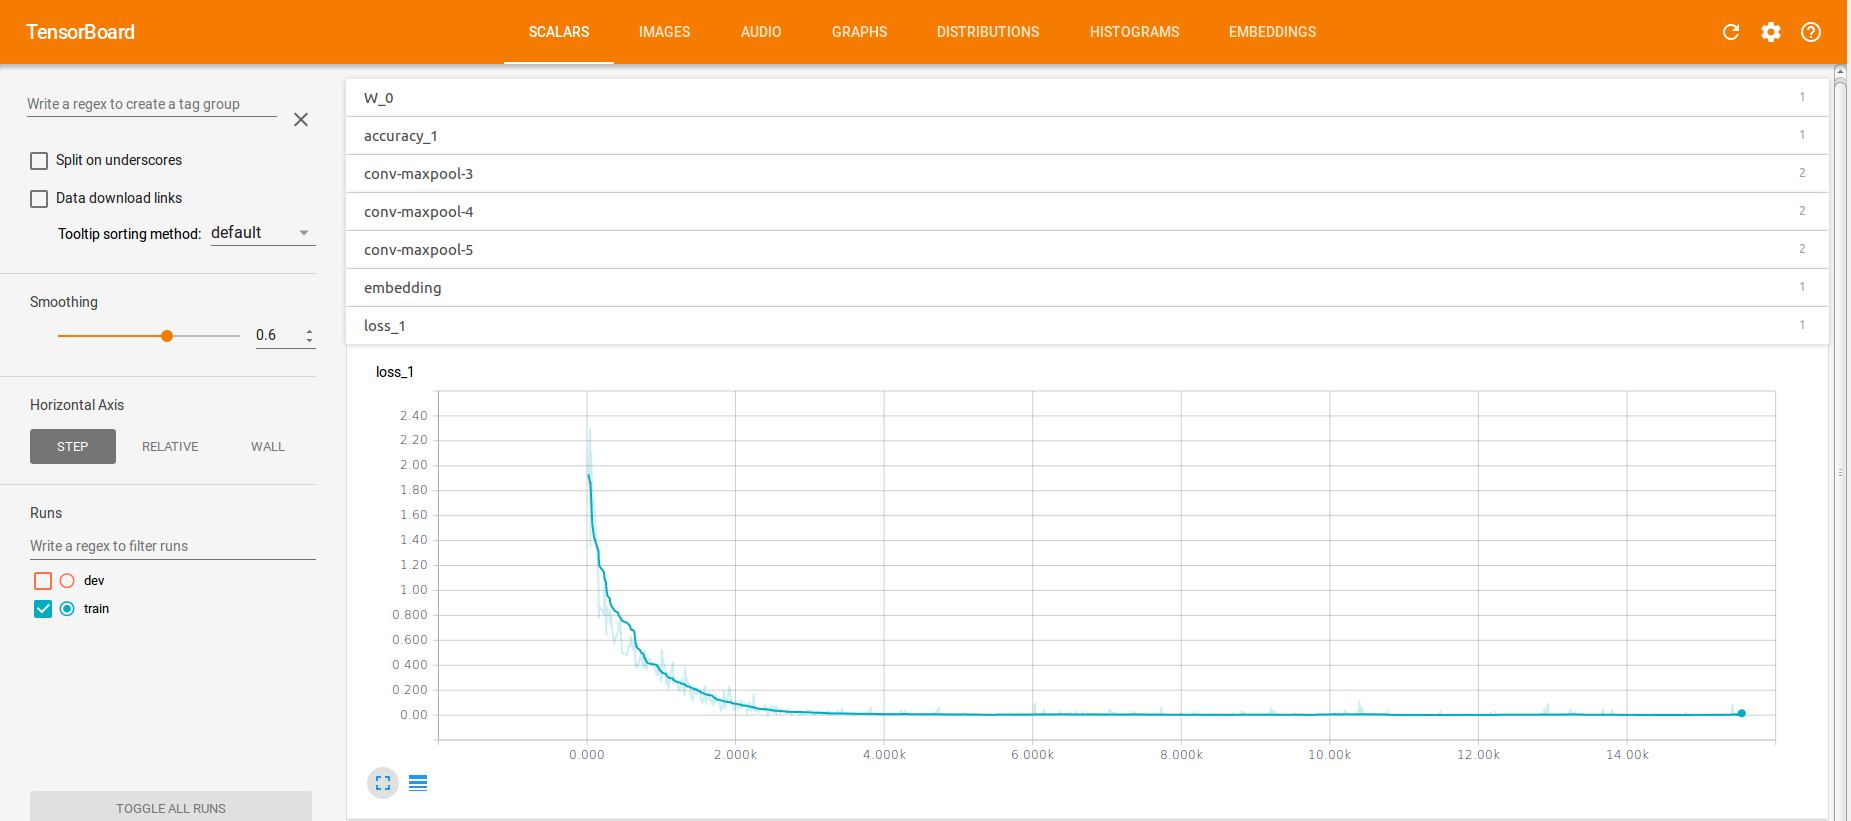 TensorBoard
SCALARS IMAGES AUDIO GRAPHS DISTRIBUTIONS HISTOGRAMS EMBEDDINGS
Write a regex to create a tag group
Split on underscores
Data download links
Tooltip sorting method: default
Smoothing
0.6
Horizontal Axis
STEP RELATIVE WALL
Runs
Write a regex to filter runs
dev
train
TOGGLE ALL RUNS
W_0 1
accuracy_1 1
conv-maxpool-3 2
conv-maxpool-4 2
conv-maxpool-5 2
embedding 1
loss_1 1
loss_1
2.40
2.20
2.00
1.80
1.60
1.40
1.20
1.00
0.800
0.600
0.400
0.200
0.00
0.000 2.000k 4.000k 6.000k 8.000k 10.00k 12.00k 14.00k